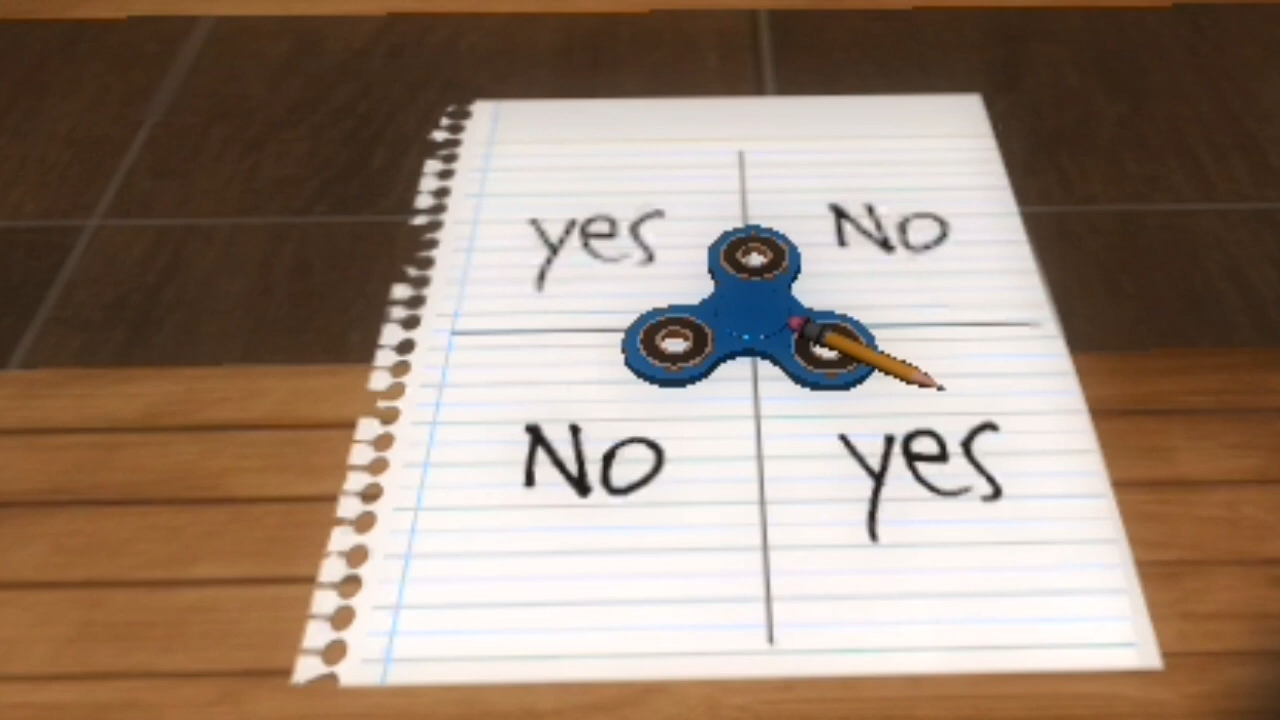 yes No
No yes